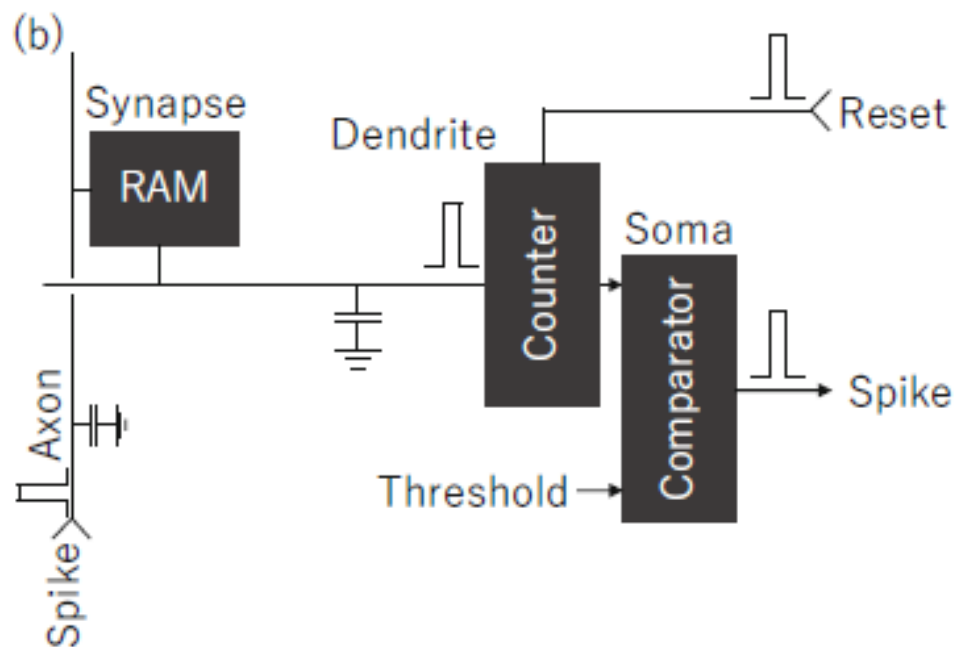 (b)
Synapse
RAM
Dendrite
Reset
Counter
Soma
Comparator
Spike
Threshold
Axon
Spike